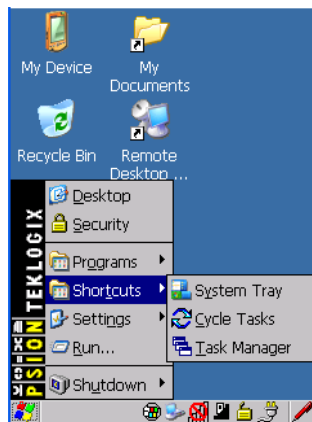 My Device
My
Documents
Recycle Bin
Remote
Desktop ...
Desktop
Security
Programs
Shortcuts
Settings
Run...
Shutdown
System Tray
Cycle Tasks
Task Manager
PSION TEKLOGIX